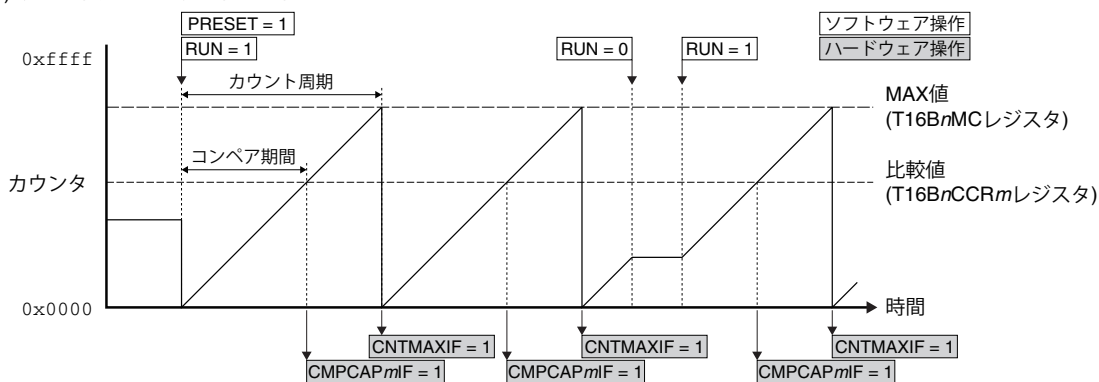 PRESET = 1
RUN = 1
RUN = 0
RUN = 1
ソフトウェア操作
ハードウェア操作
0xffff
カウント周期
MAX値
(T16BnMCレジスタ)
コンペア期間
カウンタ
比較値
(T16BnCCRmレジスタ)
0x0000
時間
CNTMAXIF = 1
CNTMAXIF = 1
CNTMAXIF = 1
CMPCAPmIF = 1
CMPCAPmIF = 1
CMPCAPmIF = 1